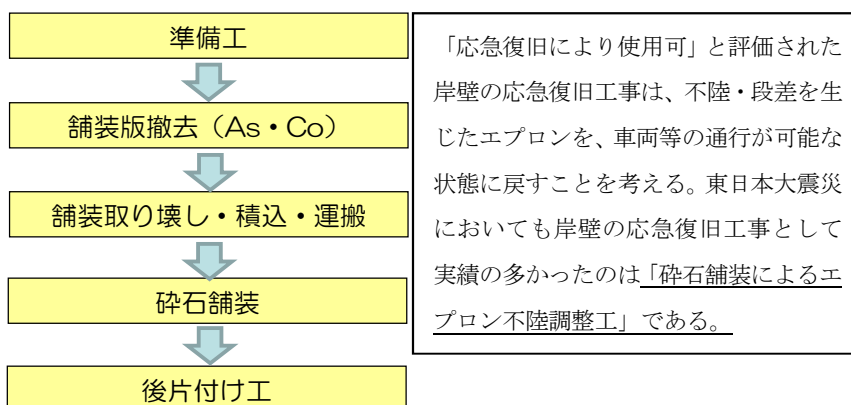 準備工
舗装版撤去（As・Co）
舗装取り壊し・積込・運搬
砕石舗装
後片付け工
「応急復旧により使用可」と評価された
岸壁の応急復旧工事は、不陸・段差を生
じたエプロンを、車両等の通行が可能な
状態に戻すことを考える。東日本大震災
においても岸壁の応急復旧工事として
実績の多かったのは「砕石舗装によるエ
プロン不陸調整工」である。